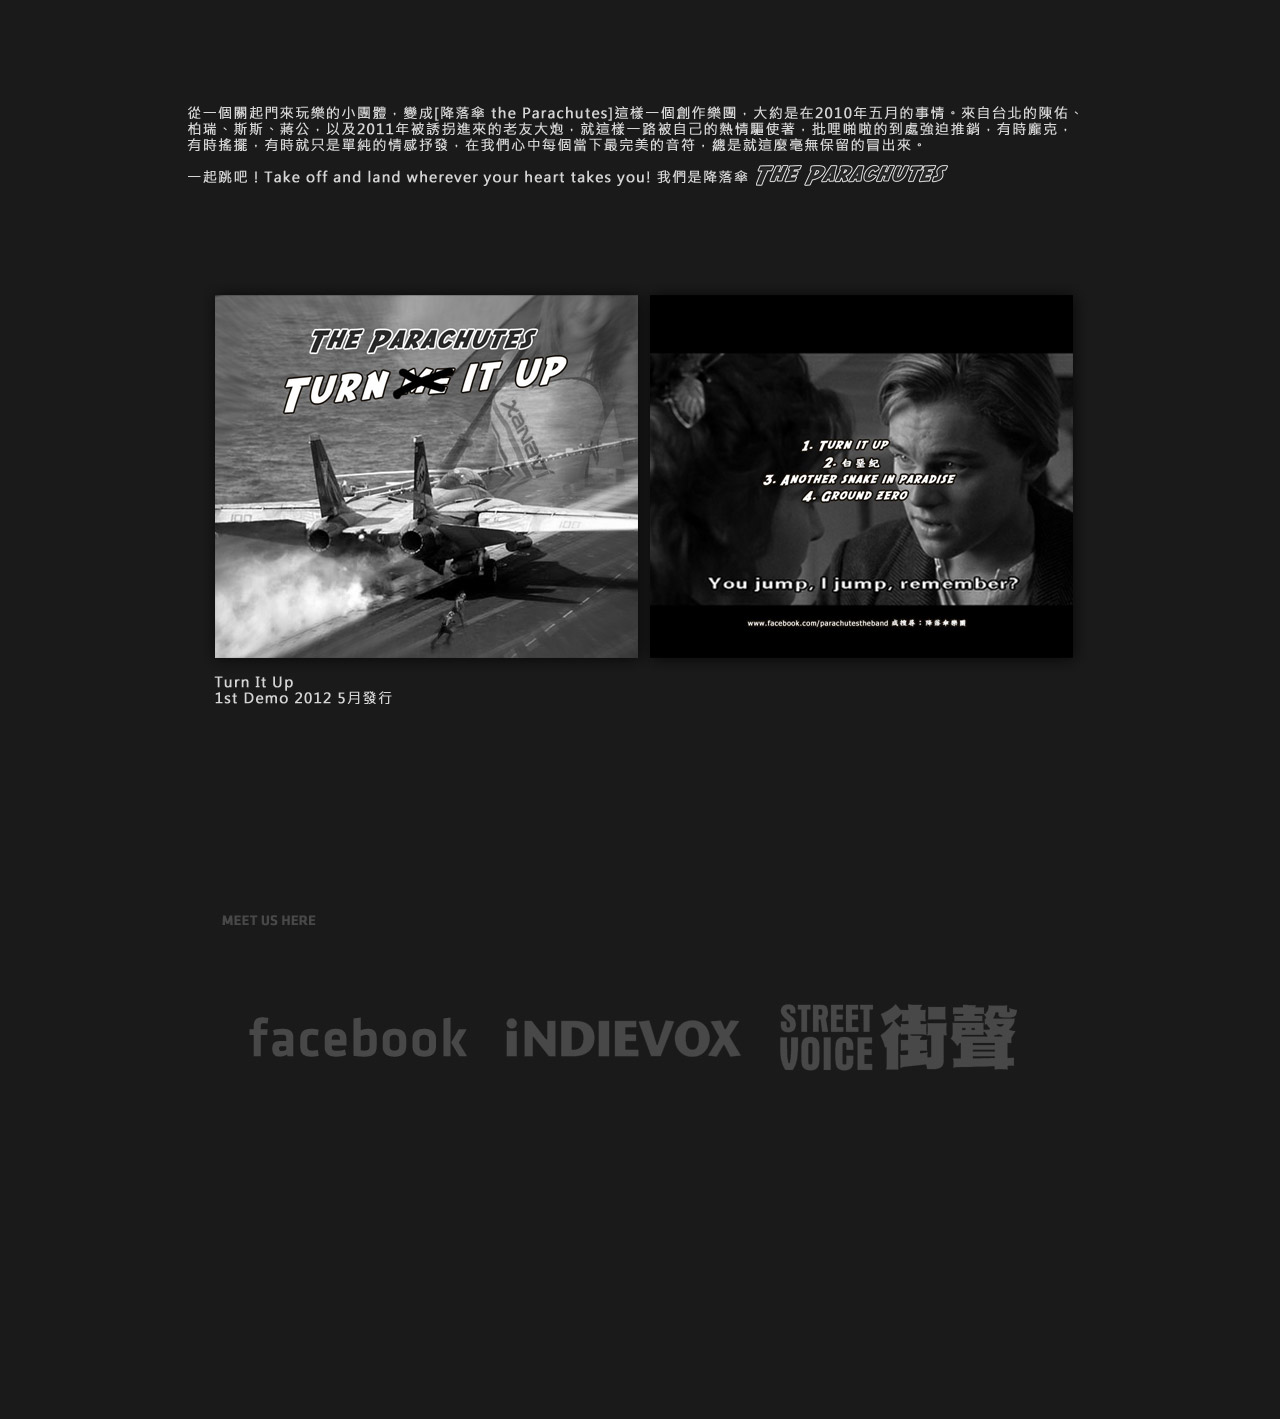 從一個關起門來玩樂的小團體，變成[降落傘 the Parachutes]這樣一個創作樂團，大約是在2010年五月的事情。來自台北的陳佑、
柏瑞、斯斯、蔣公，以及2011年被誘拐進來的老友大炮，就這樣一路被自己的熱情驅使著，批哩啪啦的到處強迫推銷，有時龐克，
有時搖擺，有時就只是單純的情感抒發，在我們心中每個當下最完美的音符，總是就這麼毫無保留的冒出來。
一起跳吧！Take off and land wherever your heart takes you! 我們是降落傘 THE PARACHUTES
THE PARACHUTES
TURN ME IT UP
XANAV
100
100
1. TURN IT UP
2. 白堊紀
3. ANOTHER SNAKE IN PARADISE
4. GROUND ZERO
You jump, I jump, remember?
www.facebook.com/parachutestheband 或搜尋：降落傘樂團
Turn It Up
1st Demo 2012 5月發行
MEET US HERE
facebook
iNDIEVOX
STREET VOICE 街聲